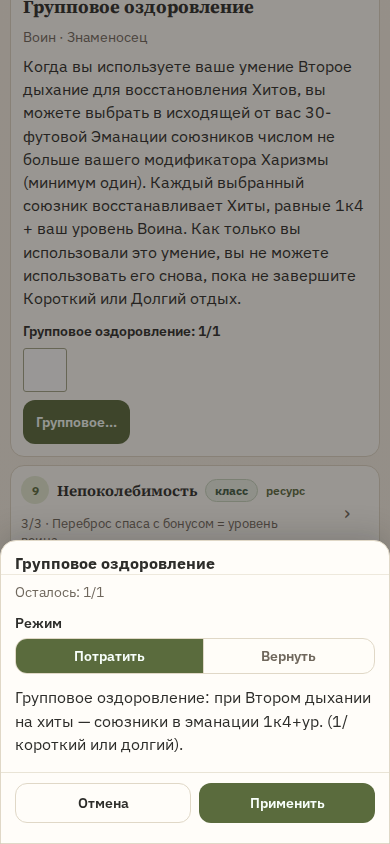 Групповое оздоровление
Воин · Знаменосец
Когда вы используете ваше умение Второе
дыхание для восстановления Хитов, вы
можете выбрать в исходящей от вас 30-
футовой Эманации союзников числом не
больше вашего модификатора Харизмы
(минимум один). Каждый выбранный
союзник восстанавливает Хиты, равные 1к4
+ ваш уровень Воина. Как только вы
использовали это умение, вы не можете
использовать его снова, пока не завершите
Короткий или Долгий отдых.
Групповое оздоровление: 1/1
Групповое...
9 Непоколебимость класс ресурс
3/3 · Переброс спаса с бонусом = уровень
Групповое оздоровление
Осталось: 1/1
Режим
Потратить Вернуть
Групповое оздоровление: при Втором дыхании
на хиты — союзники в эманации 1к4+ур. (1/
короткий или долгий).
Отмена Применить